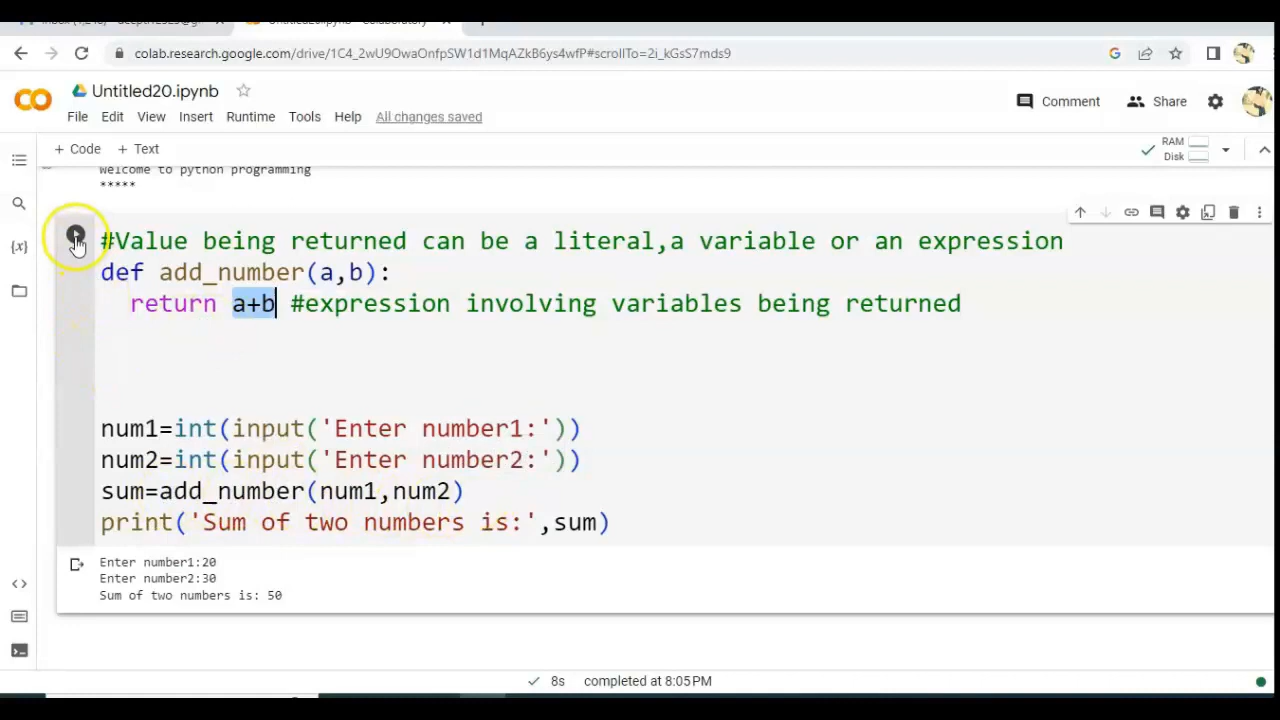 colab.research.google.com/drive/1C4_2wU9OwaOnfpSW1d1MqAZkB6ys4wfP#scrollTo=2i_kGsS7mds9
CO Untitled20.ipynb
Comment Share
File Edit View Insert Runtime Tools Help All changes saved
+ Code + Text
RAM
Disk
Welcome to python programming
*****
#Value being returned can be a literal,a variable or an expression
def add_number(a,b):
return a+b #expression involving variables being returned
num1=int(input('Enter number1:'))
num2=int(input('Enter number2:'))
sum=add_number(num1,num2)
print('Sum of two numbers is:',sum)
Enter number1:20
Enter number2:30
Sum of two numbers is: 50
8s completed at 8:05PM